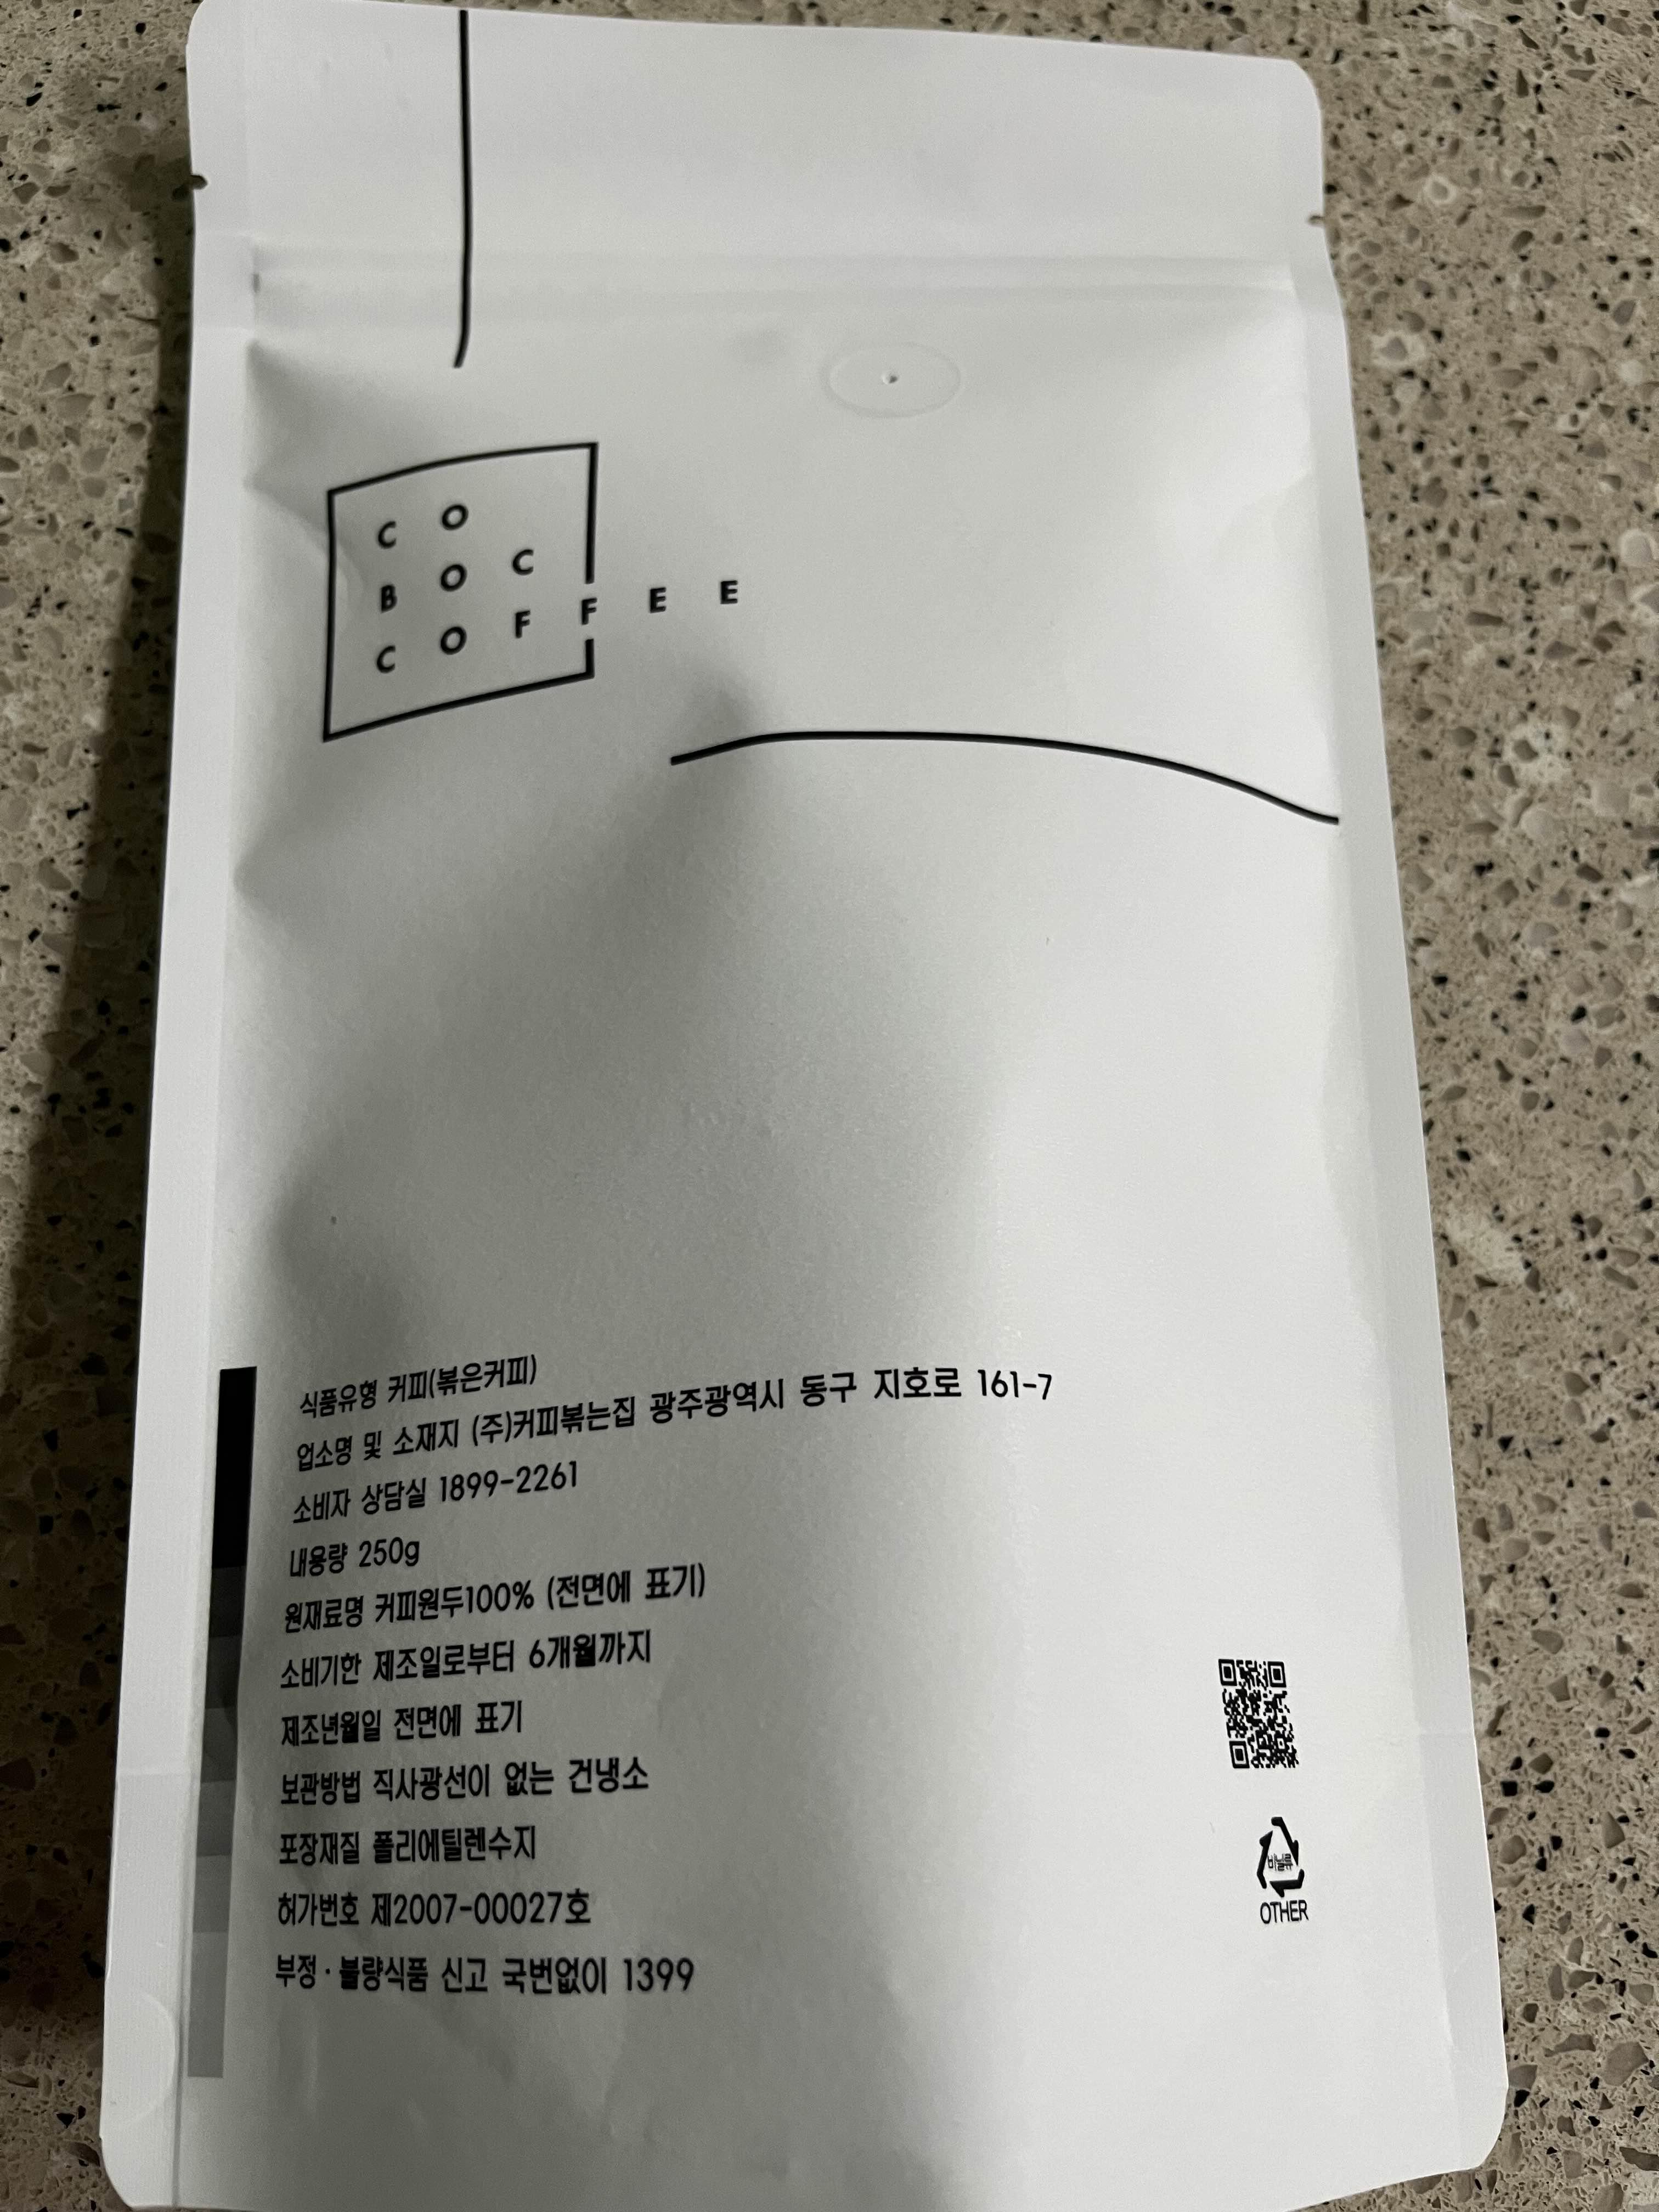 CO
BOC
COFFEE
식품유형 커피(볶은커피)
업소명 및 소재지 (주)커피볶는집 광주광역시 동구 지호로 161-7
소비자 상담실 1899-2261
내용량 250g
원재료명 커피원두100% (전면에 표기)
소비기한 제조일로부터 6개월까지
제조년월일 전면에 표기
보관방법 직사광선이 없는 건냉소
포장재질 폴리에틸렌수지
허가번호 제2007-00027호
부정·불량식품 신고 국번없이 1399
비닐류
OTHER